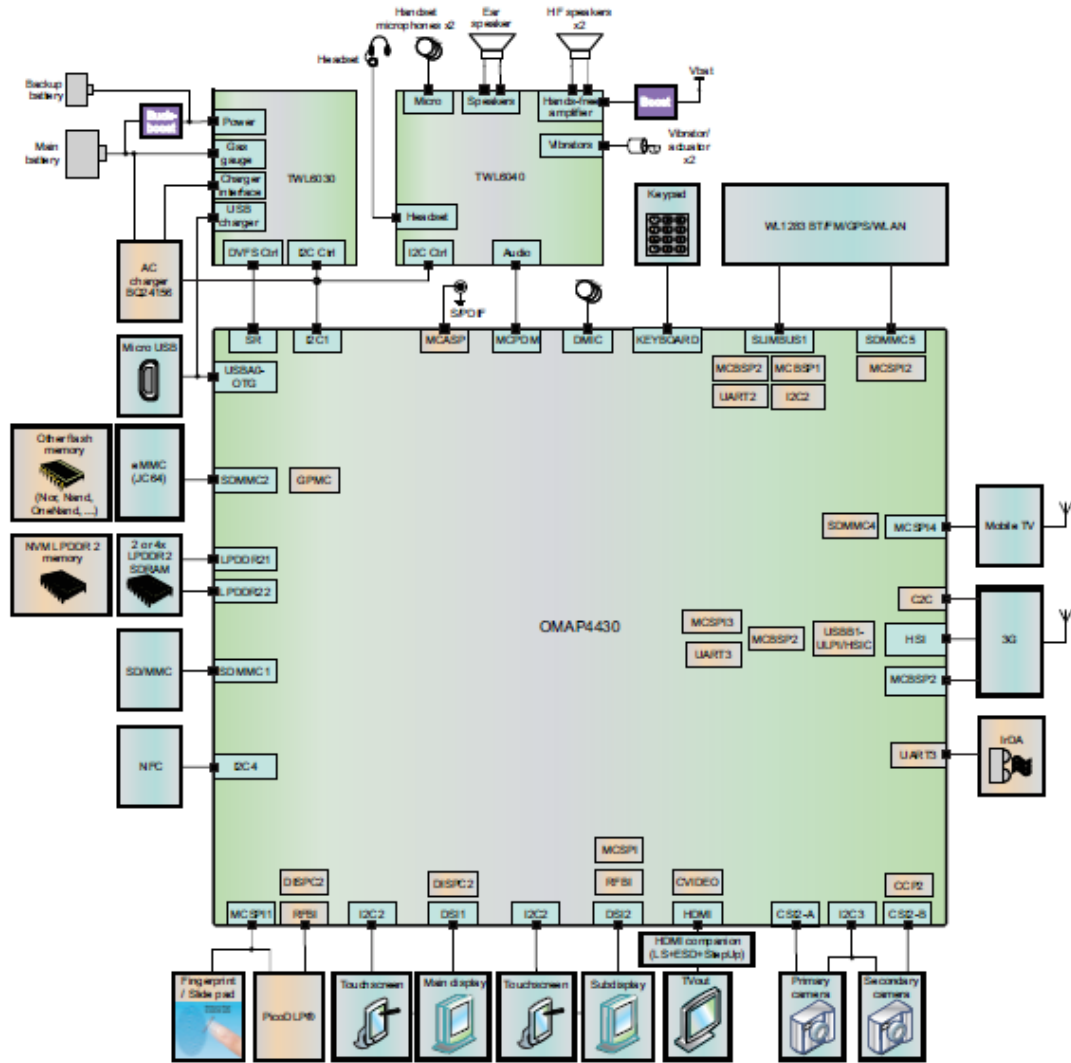 Handset
microphones x2
Ear
speaker
HF speakers
x2
Headset
Vbat
Backup
battery
Buck-
boost
Main
battery
Power
Gas
gauge
Charger
interface
USB
charger
TWL6030
DVFS Ctrl
I2C Ctrl
Micro
Speakers
Hands-free
amplifier
Boost
Vibrators
Vibrator/
actuator
x2
TWL6040
Headset
I2C Ctrl
Audio
Keypad
WL1283 BT/FM/GPS/WLAN
AC
charger
BQ24156
S/PDIF
SR
I2C1
MCASP
MCPDM
DMIC
KEYBOARD
SLIMBUS1
SDMMC5
Micro USB
USBA0-
OTG
MCBSP2
MCBSP1
MCSPI2
UART2
I2C2
Other flash
memory
(Nor, Nand,
OneNand, ...)
eMMC
(JC64)
SDMMC2
GPMC
SDMMC4
MCSPI4
Mobile TV
NVM LPDDR 2
memory
2 or 4x
LPDDR2
SDRAM
LPDDR21
LPDDR22
OMAP4430
C2C
MCSPI3
MCBSP2
USBB1-
ULPI/HSIC
HSI
3G
UART3
MCBSP2
SD/MMC
SDMMC1
NFC
I2C4
UART3
IrDA
MCSPI
DISPC2
DISPC2
RFBI
CVIDEO
CCP2
MCSPI1
RFBI
I2C2
DSI1
I2C2
DSI2
HDMI
CSI2-A
I2C3
CSI2-B
HDMI companion
(LS+ESD+StepUp)
Fingerprint
/ Slide pad
PicoDLP®
Touchscreen
Main display
Touchscreen
Subdisplay
TVout
Primary
camera
Secondary
camera